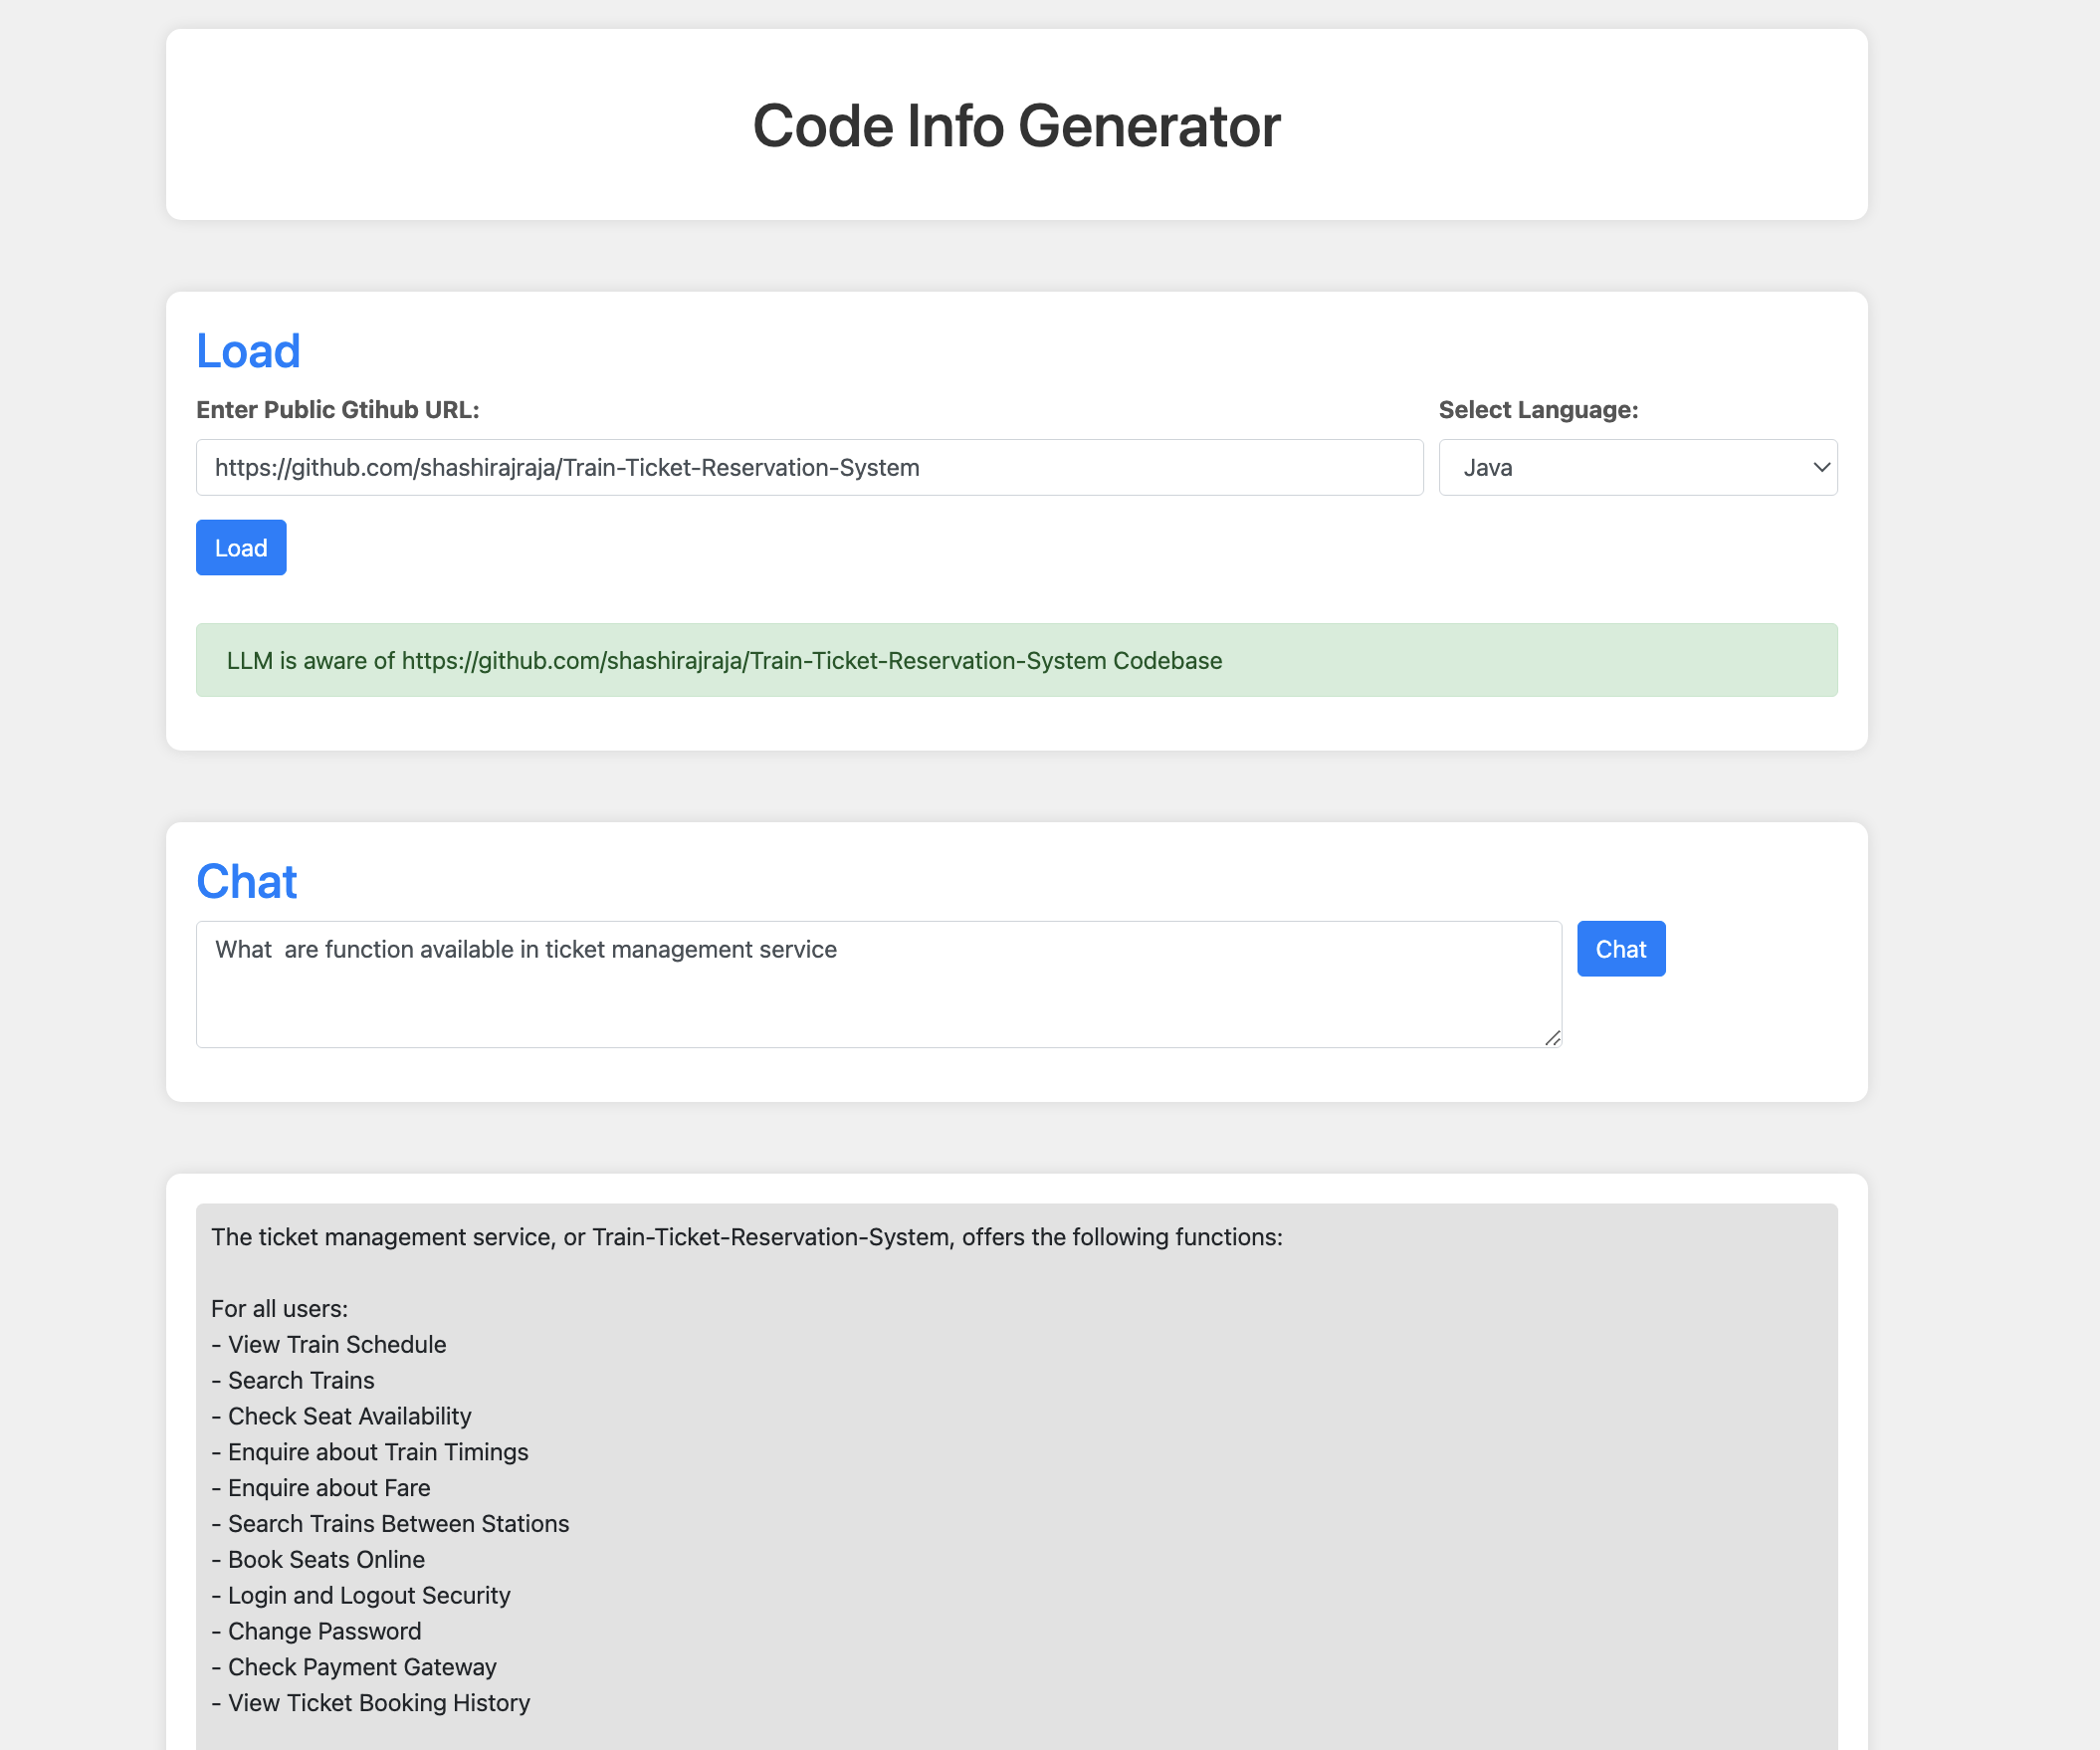 Code Info Generator
Load
Enter Public Gtihub URL:
Select Language:
https://github.com/shashirajraja/Train-Ticket-Reservation-System
Java
Load
LLM is aware of https://github.com/shashirajraja/Train-Ticket-Reservation-System Codebase
Chat
What  are function available in ticket management service
Chat
The ticket management service, or Train-Ticket-Reservation-System, offers the following functions:
For all users:
- View Train Schedule
- Search Trains
- Check Seat Availability
- Enquire about Train Timings
- Enquire about Fare
- Search Trains Between Stations
- Book Seats Online
- Login and Logout Security
- Change Password
- Check Payment Gateway
- View Ticket Booking History